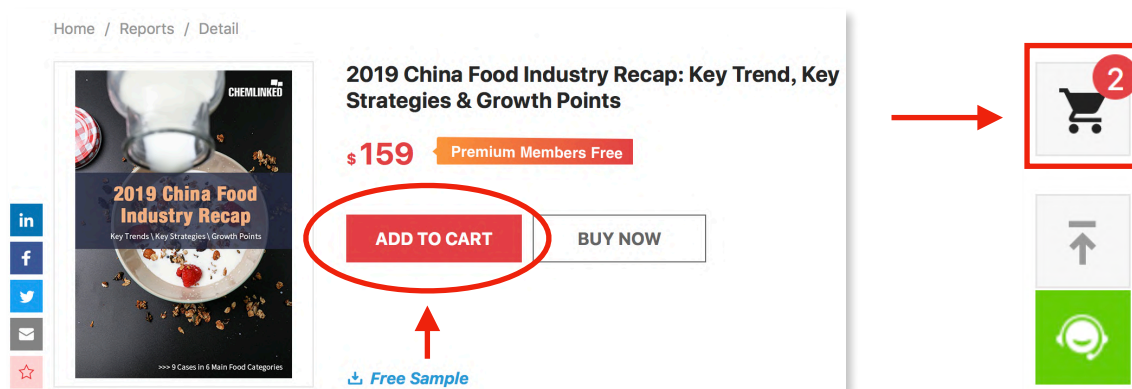 Home / Reports / Detail
CHEMLINKED
2019 China Food
Industry Recap
Key Trends \ Key Strategies \ Growth Points
>>> 9 Cases in 6 Main Food Categories
2019 China Food Industry Recap: Key Trend, Key
Strategies & Growth Points
$ 159 Premium Members Free
ADD TO CART BUY NOW
Free Sample
in
f
2